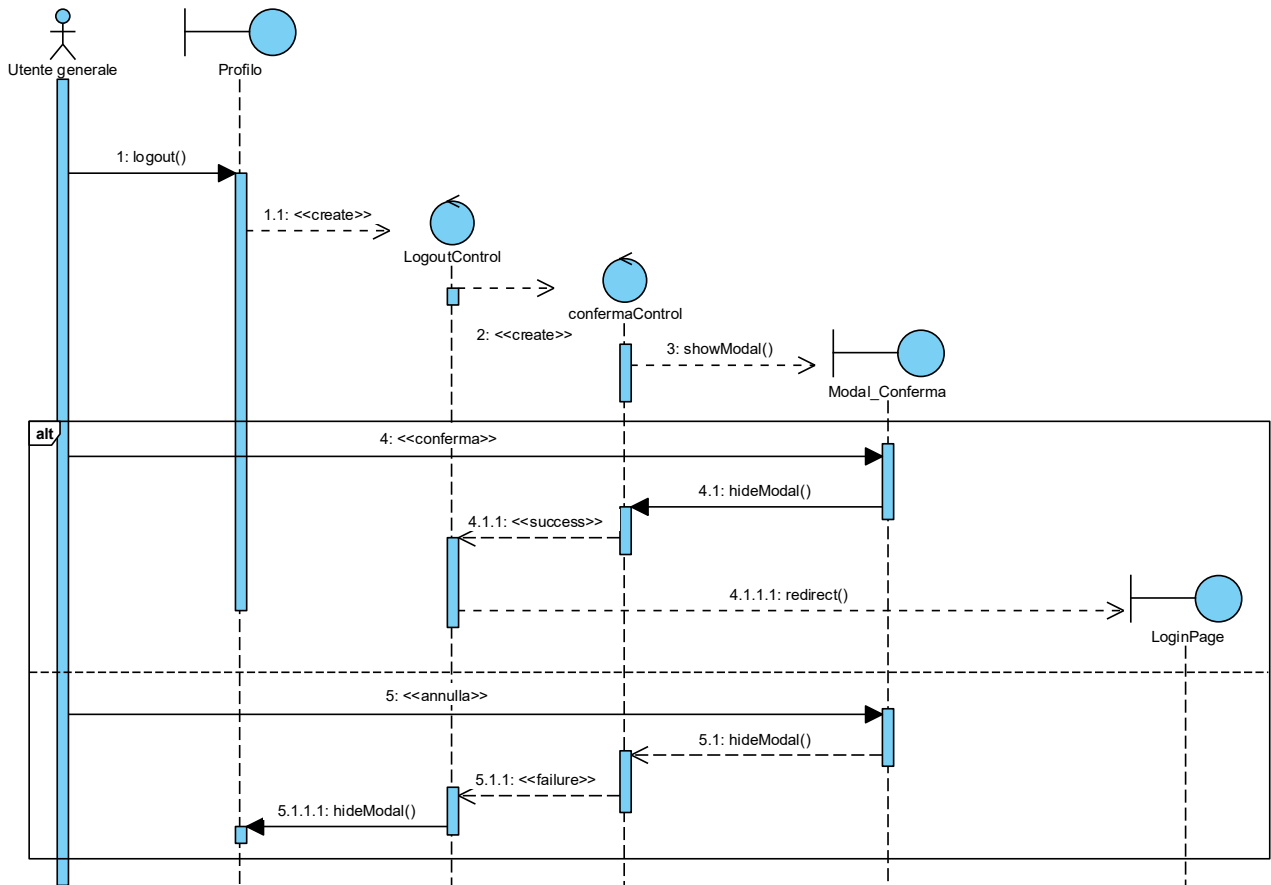 Utente generale
Profilo
1: logout()
1.1: <<create>>
LogoutControl
confermaControl
2: <<create>>
3: showModal()
Modal_Conferma
alt
4: <<conferma>>
4.1: hideModal()
4.1.1: <<success>>
4.1.1.1: redirect()
LoginPage
5: <<annulla>>
5.1: hideModal()
5.1.1: <<failure>>
5.1.1.1: hideModal()